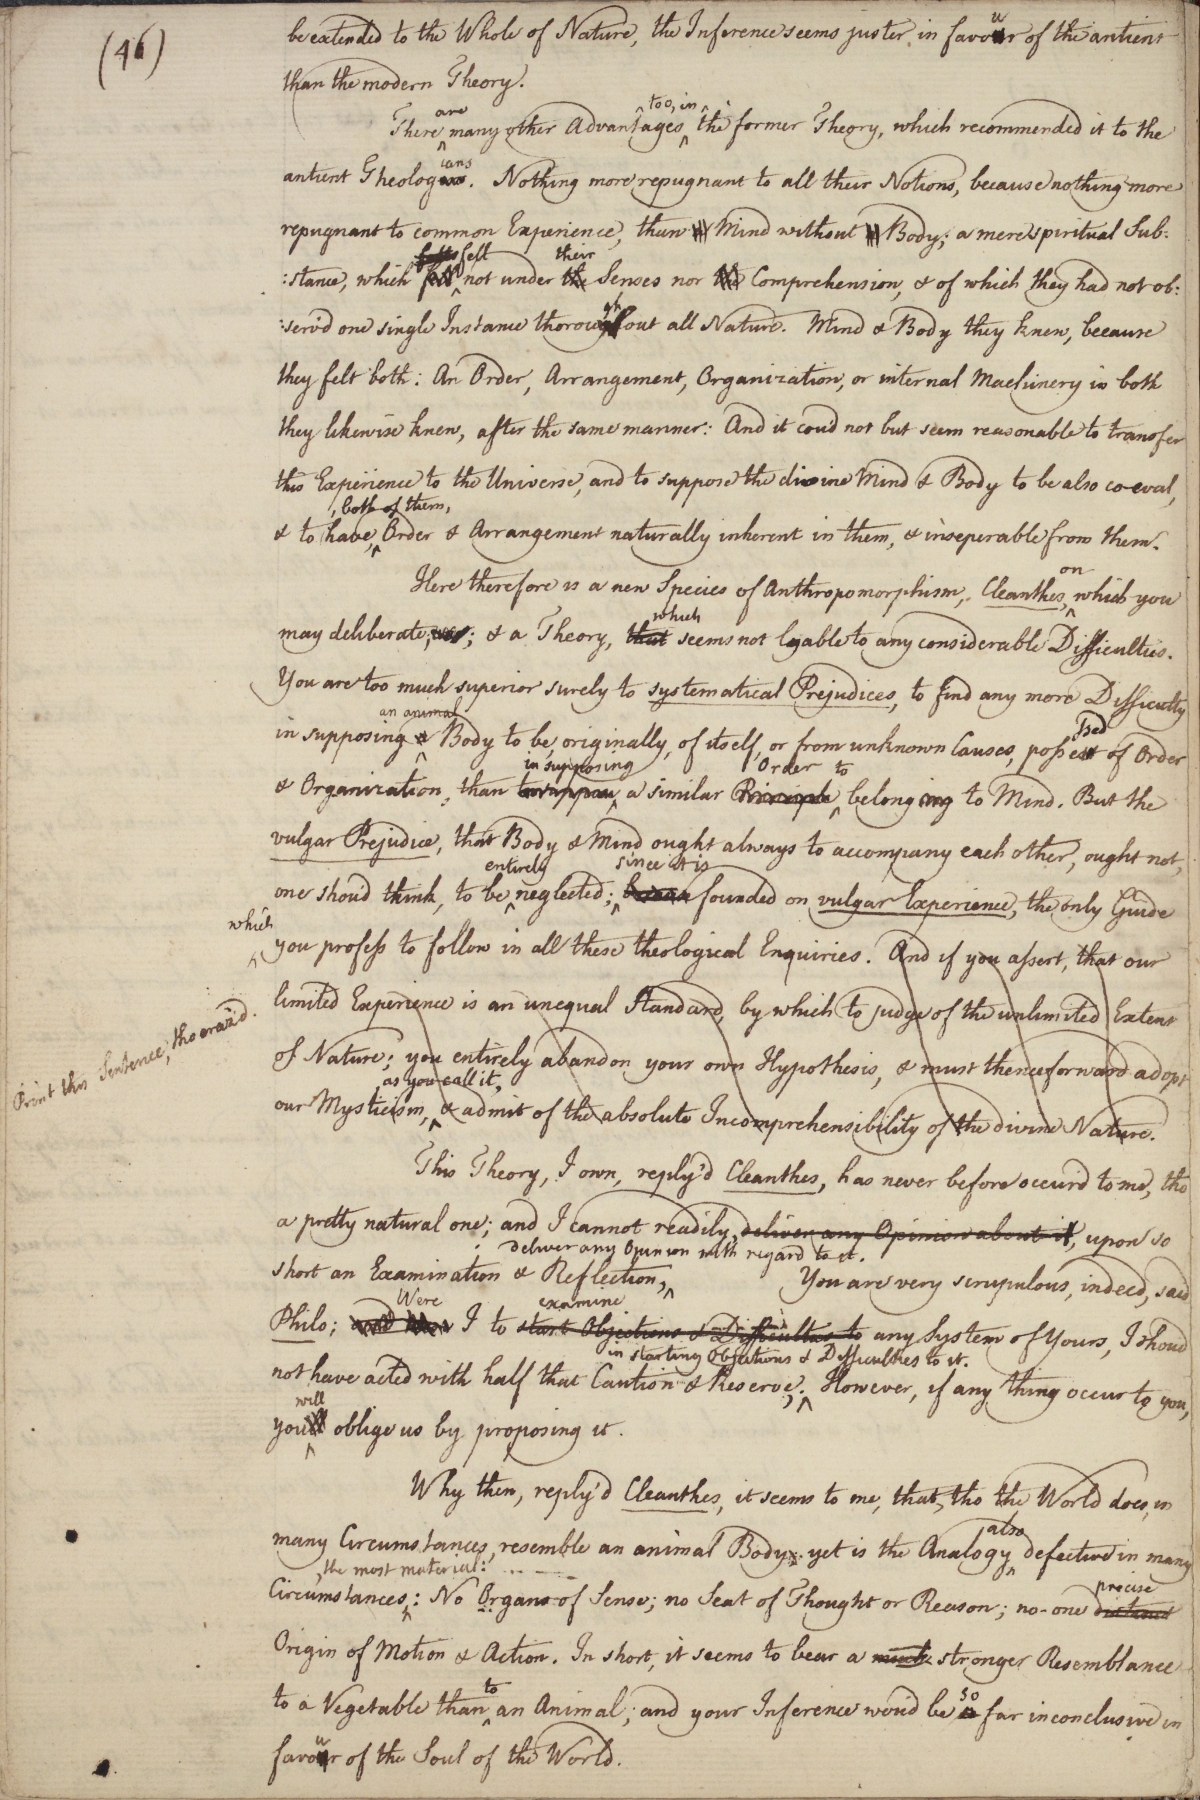 (46)
be extended to the Whole of Nature, the Inference seems juster in favour of the antient
than the modern Theory.
There are many other Advantages, too, in the former Theory, which recommended it to the
antient Theologians. Nothing more repugnant to all their Notions, because nothing more
repugnant to common Experience, than Mind without Body; a mere spiritual Sub:
:stance, which fell not under their Senses nor Comprehension, & of which they had not ob:
:serv'd one single Instance thoroughout all Nature. Mind & Body they knew, because
they felt both: An Order, Arrangement, Organization, or internal Machinery in both
they likewise knew, after the same manner: And it cou'd not but seem reasonable to transfer
this Experience to the Universe, and to suppose the divine Mind & Body to be also co-eval,
& to have, both of them, Order & Arrangement naturally inherent in them, & inseperable from them.
Here therefore is a new Species of Anthropomorphism, Cleanthes, on which you
may deliberate; & a Theory, which seems not lyable to any considerable Difficulties.
You are too much superior surely to systematical Prejudices, to find any more Difficulty
in supposing an animal Body to be, originally, of itself, or from unknown Causes, possessed of Order
& Organization, than in supposing a similar Order to belong to Mind. But the
vulgar Prejudice, that Body & Mind ought always to accompany each other, ought not,
one shou'd think, to be entirely neglected; since it is founded on vulgar Experience, the only Guide
which you profess to follow in all these theological Enquiries. And if you assert, that our
limited Experience is an unequal Standard, by which to judge of the unlimited Extent
of Nature; you entirely abandon your own Hypothesis, & must thenceforward adopt
our Mysticism, as you call it, & admit of the absolute Incomprehensibility of the divine Nature.
Print this Sentence, tho eraz'd.
This Theory, I own, reply'd Cleanthes, has never before occur'd to me, tho
a pretty natural one; and I cannot readily, deliver any Opinion about it, upon so
short an Examination & Reflection, deliver any Opinion with regard to it. You are very scrupulous, indeed, said
Philo; Were I to examine start Objections & Difficulties to any System of Yours, I shoud
not have acted with half that Caution & Reserve, in starting Objections & Difficulties to it. However, if any thing occur to you,
you will oblige us by proposing it.
Why then, reply'd Cleanthes, it seems to me, that, tho the World does, in
many Circumstances, resemble an animal Body; yet is the Analogy also defective in many
Circumstances, the most material: No Organs of Sense; no Seat of Thought or Reason; no one precise
Origin of Motion & Action. In short, it seems to bear a much stronger Resemblance
to a Vegetable than to an Animal; and your Inference wou'd be so far inconclusive in
favour of the Soul of the World.